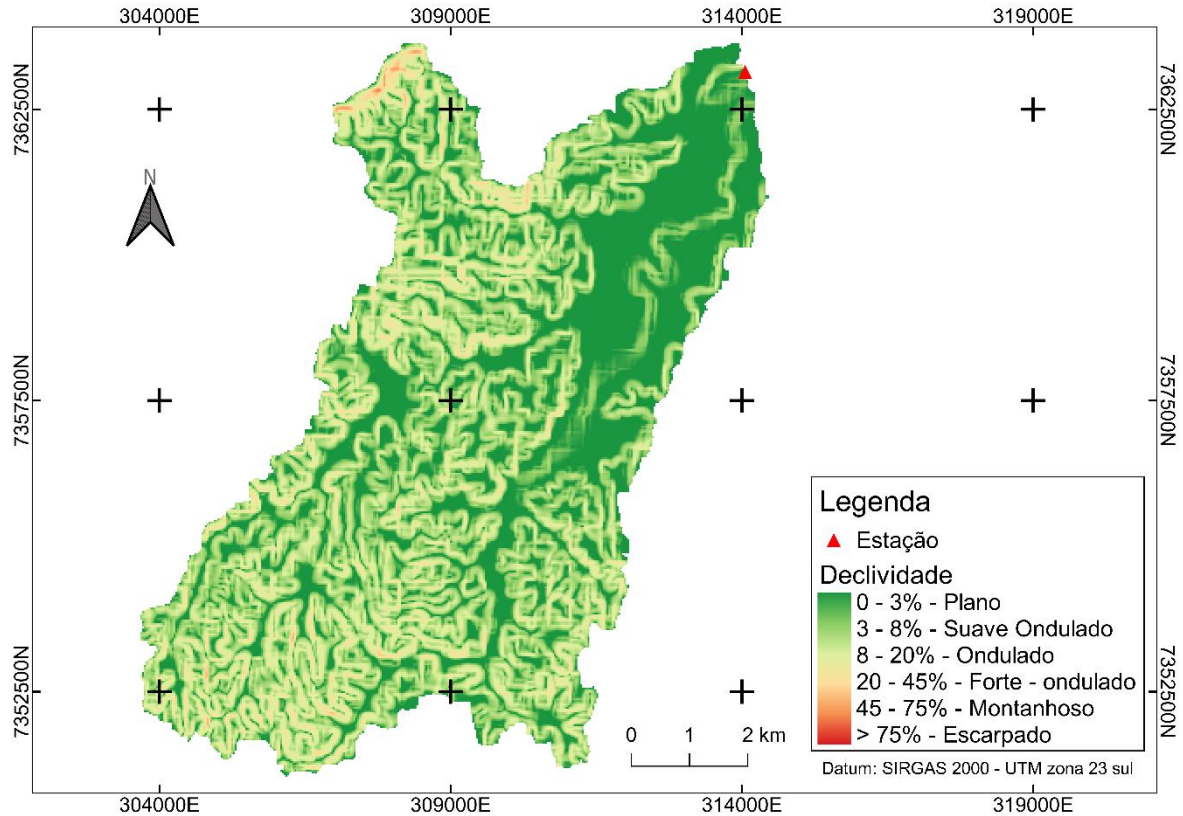 304000E 309000E 314000E 319000E
7362500N 7362500N
N
7357500N 7357500N
Legenda
Estação
Declividade
0 - 3% - Plano
3 - 8% - Suave Ondulado
8 - 20% - Ondulado
20 - 45% - Forte - ondulado
45 - 75% - Montanhoso
> 75% - Escarpado
7352500N 7352500N
0 1 2 km
Datum: SIRGAS 2000 - UTM zona 23 sul
304000E 309000E 314000E 319000E